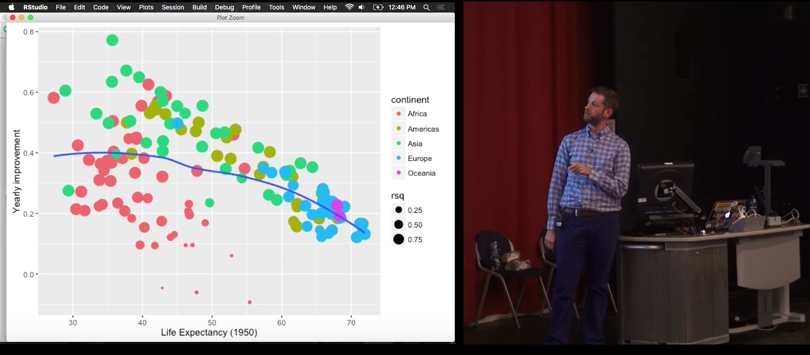 RStudio File Edit Code View Plots Session Build Debug Profile Tools Window Help 12:46 PM
Plot Zoom
0.8
0.6
0.4
0.2
0.0
Yearly improvement
30 40 50 60 70
Life Expectancy (1950)
continent
Africa
Americas
Asia
Europe
Oceania
rsq
0.25
0.50
0.75